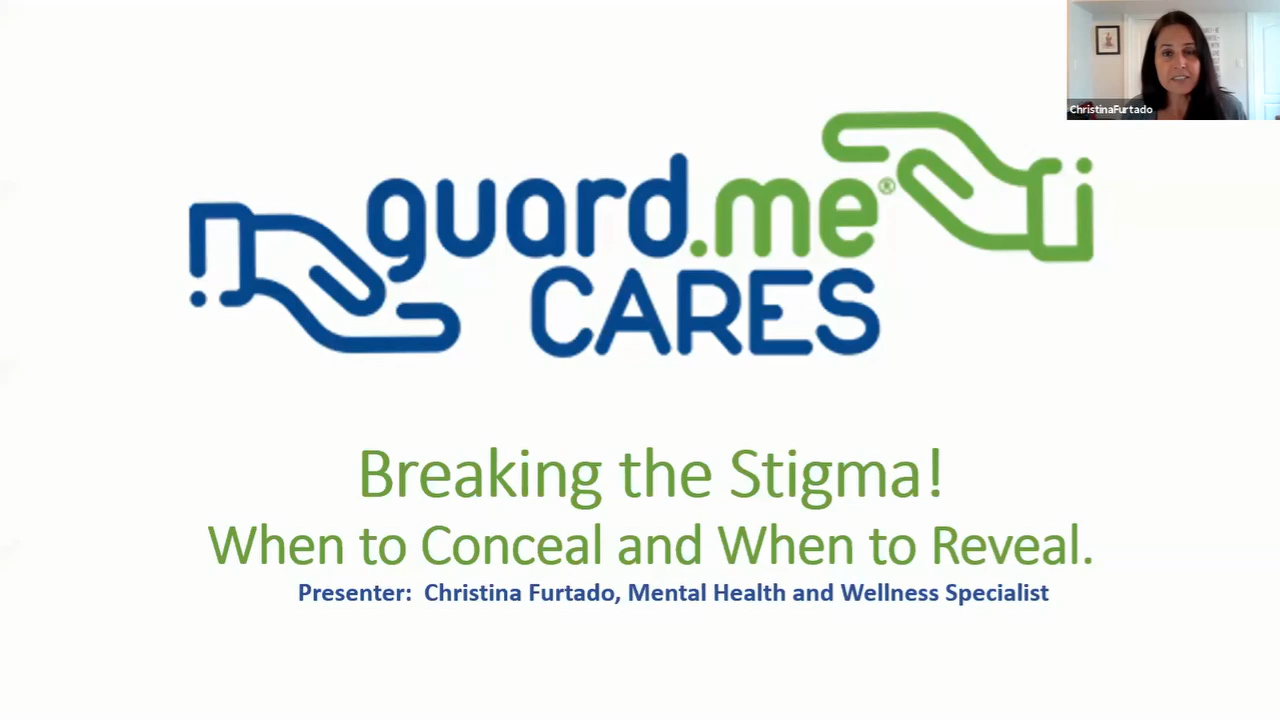 ChristinaFurtado
guard.me®
CARES
Breaking the Stigma!
When to Conceal and When to Reveal.
Presenter: Christina Furtado, Mental Health and Wellness Specialist